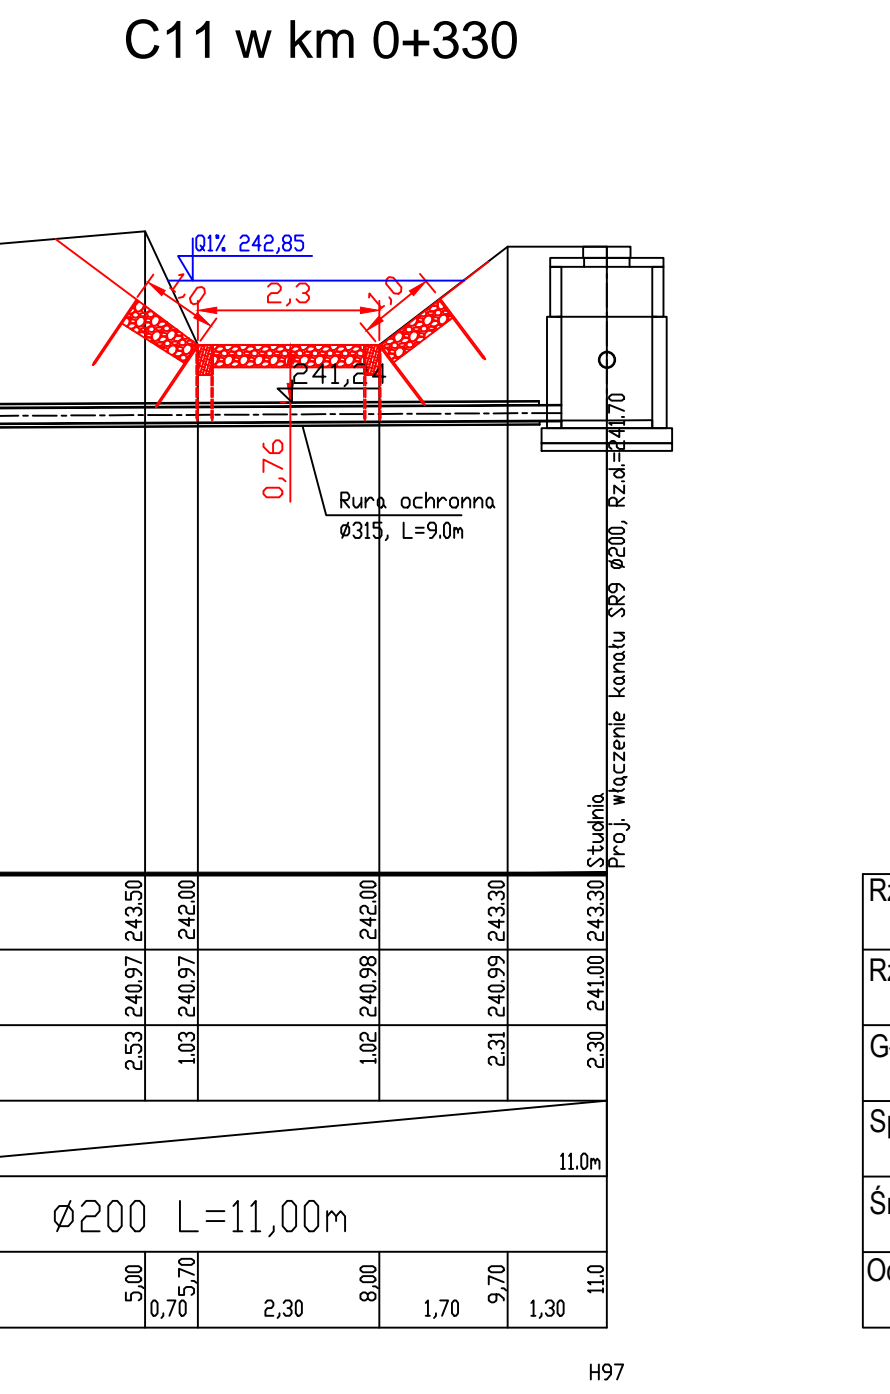 C11 w km 0+330
Q1% 242,85
1,0
2,3
1,0
241,24
0,76
Rura ochronna
Ø315, L=9.0m
Studnia
Proj. włączenie kanału SR9 Ø200, Rz.d.=241.70
243.50 242.00 242.00 243.30 243.30
240.97 240.97 240.98 240.99 241.00
2.53 1.03 1.02 2.31 2.30
11.0m
Ø200 L=11,00m
5,00 5,70 8,00 9,70 11.0
0,70 2,30 1,70 1,30
H97